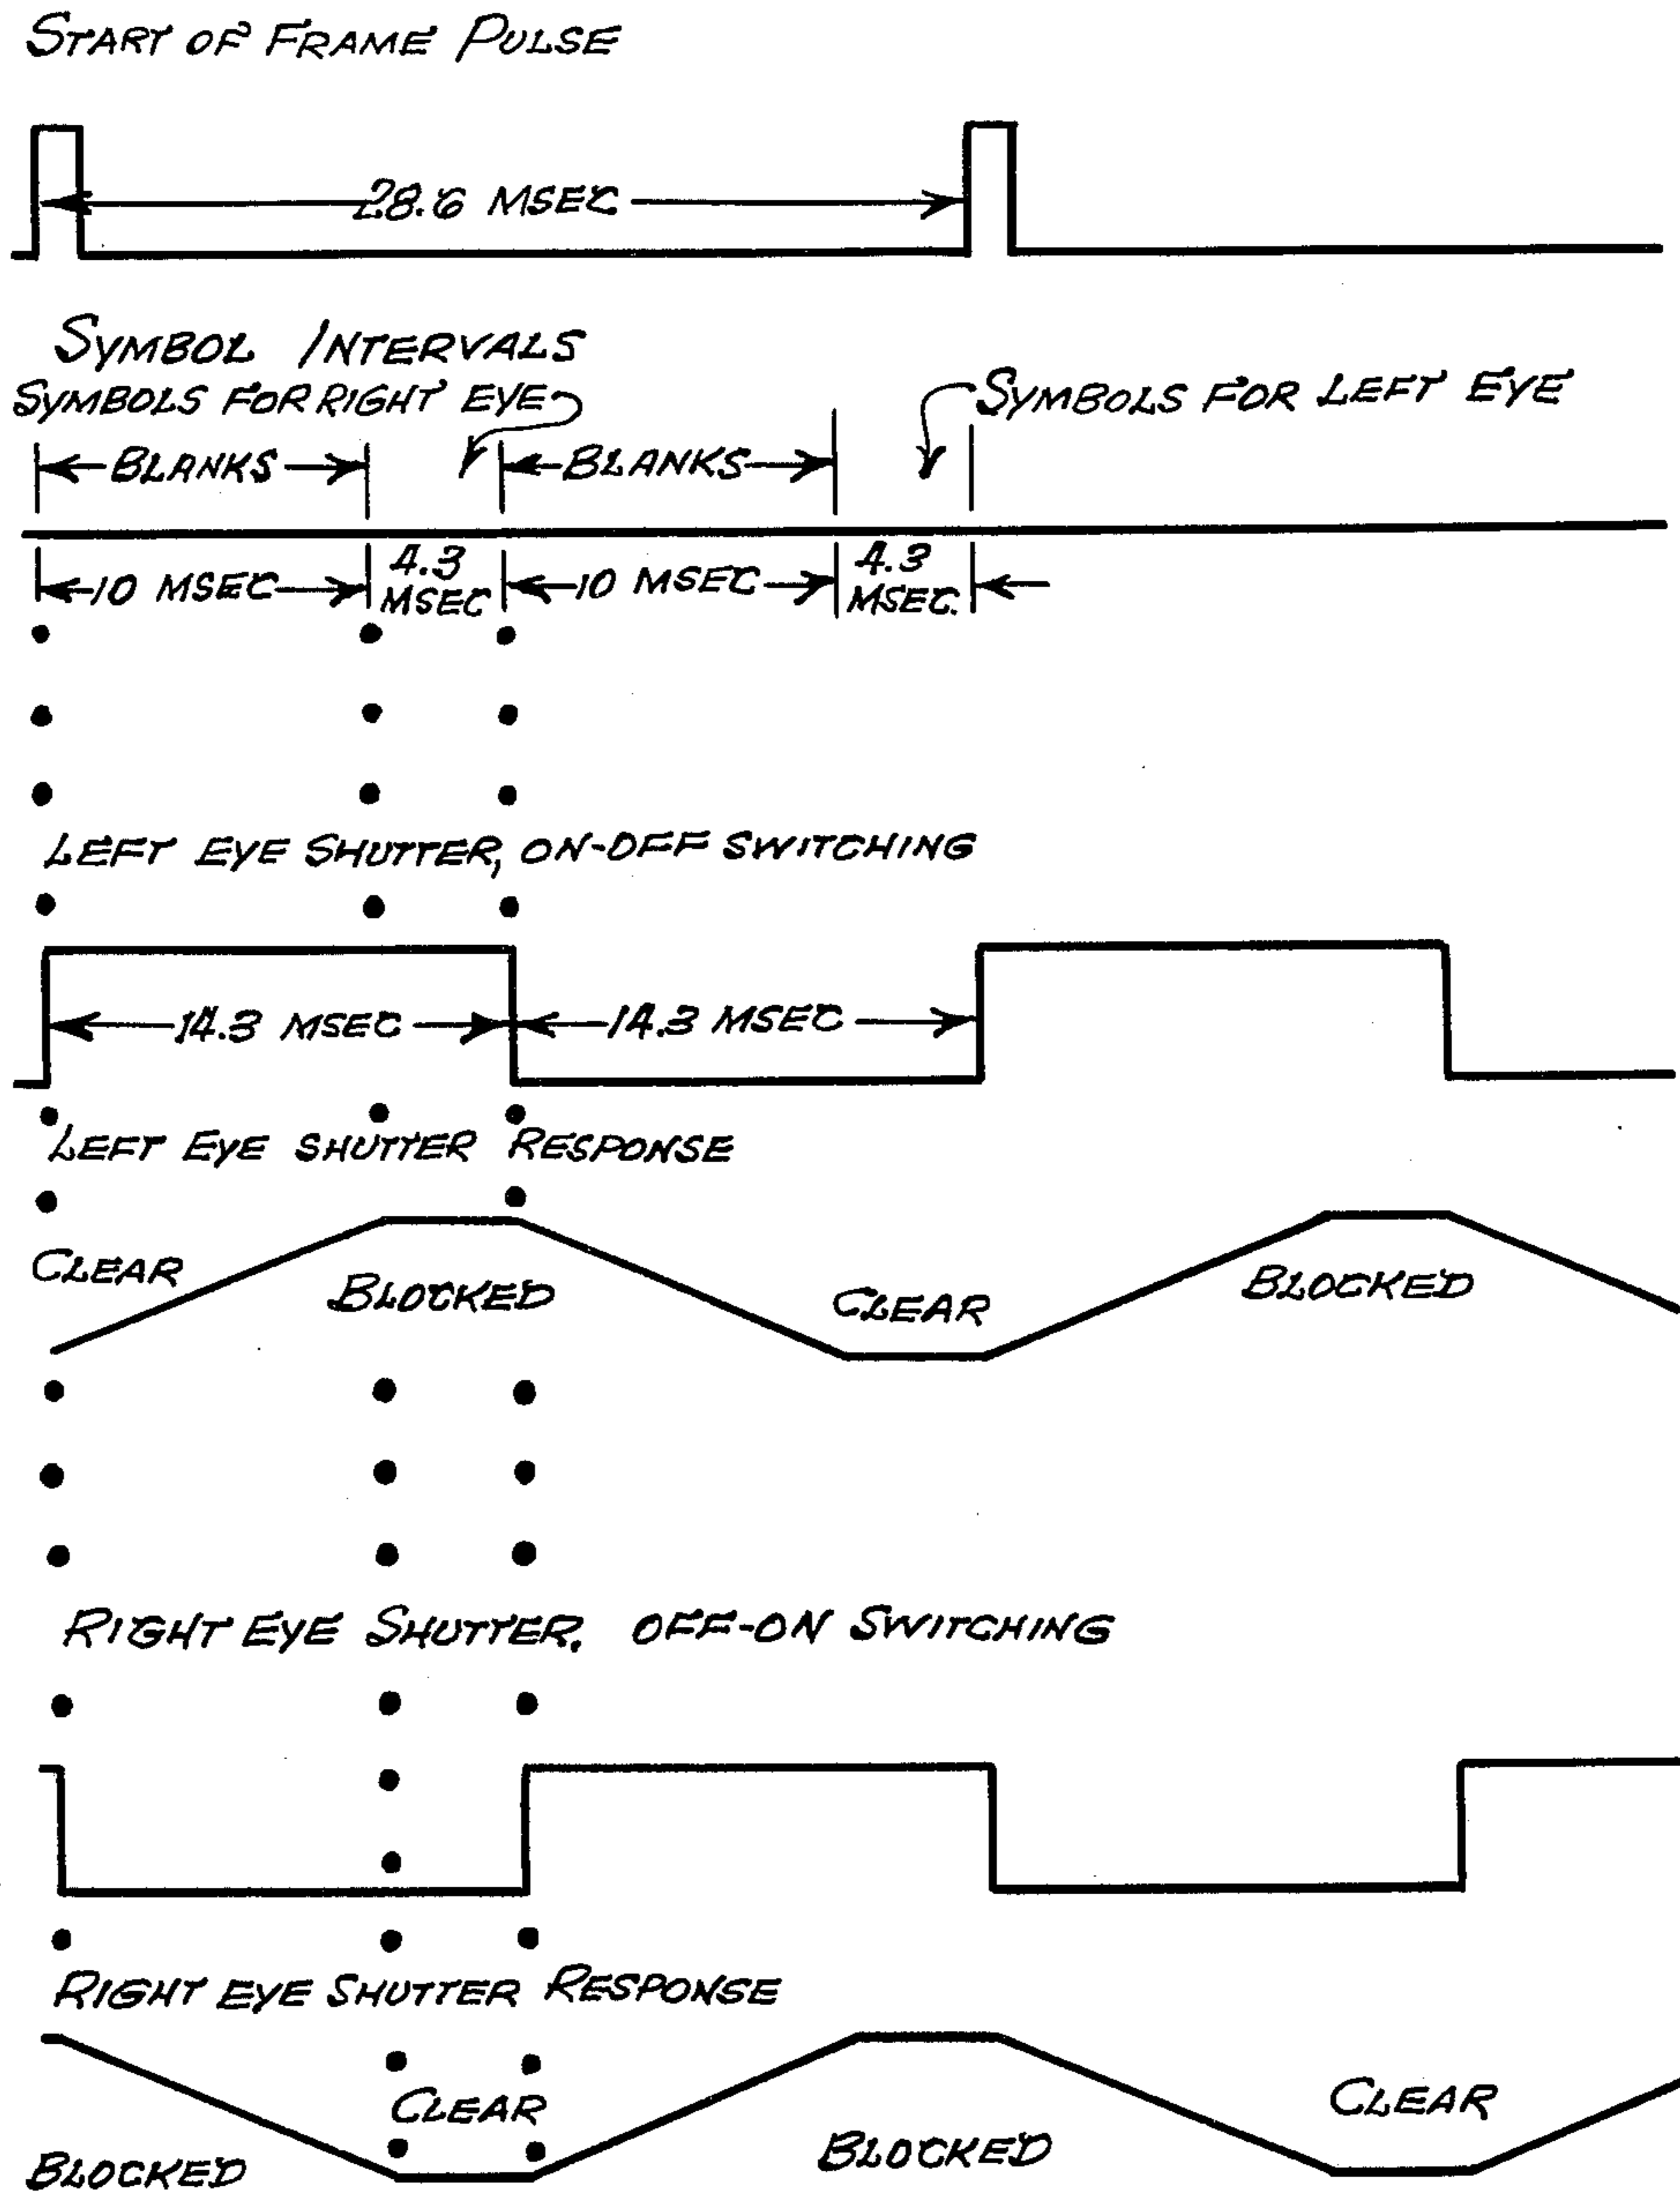 START OF FRAME PULSE
28.6 MSEC
SYMBOL INTERVALS
SYMBOLS FOR RIGHT EYE
SYMBOLS FOR LEFT EYE
BLANKS
BLANKS
10 MSEC
4.3
MSEC
10 MSEC
4.3
MSEC.
LEFT EYE SHUTTER, ON-OFF SWITCHING
14.3 MSEC
14.3 MSEC
LEFT EYE SHUTTER RESPONSE
CLEAR
BLOCKED
CLEAR
BLOCKED
RIGHT EYE SHUTTER, OFF-ON SWITCHING
RIGHT EYE SHUTTER RESPONSE
BLOCKED
CLEAR
BLOCKED
CLEAR